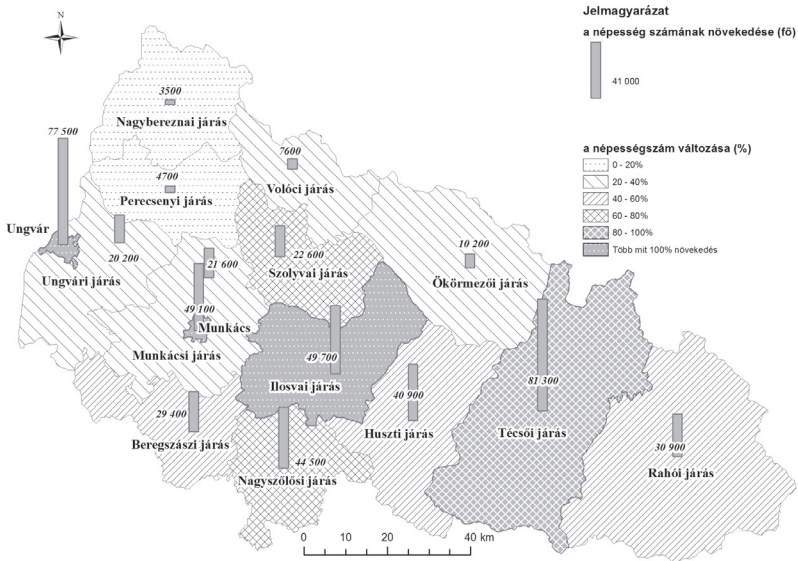 N
Jelmagyarázat
a népesség számának növekedése (fő)
41 000
a népességszám változása (%)
0 - 20%
20 - 40%
40 - 60%
60 - 80%
80 - 100%
Több mit 100% növekedés
3500
Nagybereznai járás
77 500
4700
Perecsenyi járás
7600
Volóci járás
Ungvár
20 200
Ungvári járás
22 600
Szolyvai járás
10 200
Ökörmezői járás
21 600
49 100
Munkács
Munkácsi járás
49 700
Ilosvai járás
29 400
Beregszászi járás
40 900
Huszti járás
81 300
Técsői járás
44 500
Nagyszőlősi járás
30 900
Rahói járás
0 10 20 40 km